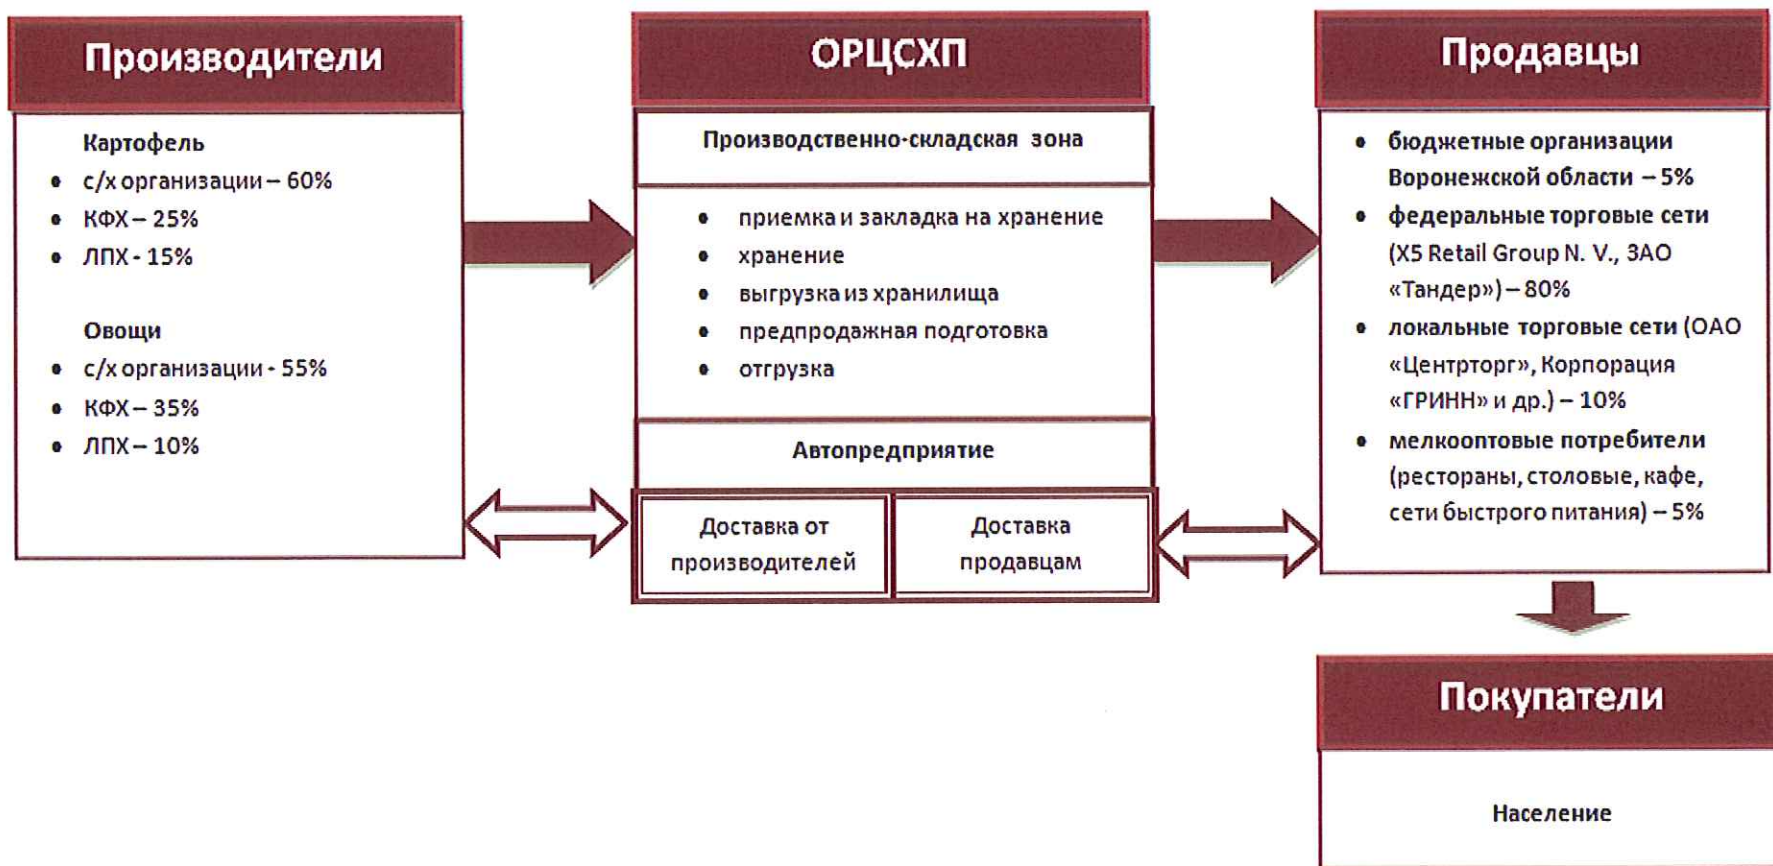 Производители
Картофель
• с/х организации – 60%
• КФХ – 25%
• ЛПХ - 15%
Овощи
• с/х организации - 55%
• КФХ – 35%
• ЛПХ – 10%
ОРЦСХП
Производственно-складская зона
• приемка и закладка на хранение
• хранение
• выгрузка из хранилища
• предпродажная подготовка
• отгрузка
Автопредприятие
Доставка от
производителей
Доставка
продавцам
Продавцы
• бюджетные организации
Воронежской области – 5%
• федеральные торговые сети
(X5 Retail Group N. V., ЗАО
«Тандер») – 80%
• локальные торговые сети (ОАО
«Центрторг», Корпорация
«ГРИНН» и др.) – 10%
• мелкооптовые потребители
(рестораны, столовые, кафе,
сети быстрого питания) – 5%
Покупатели
Население